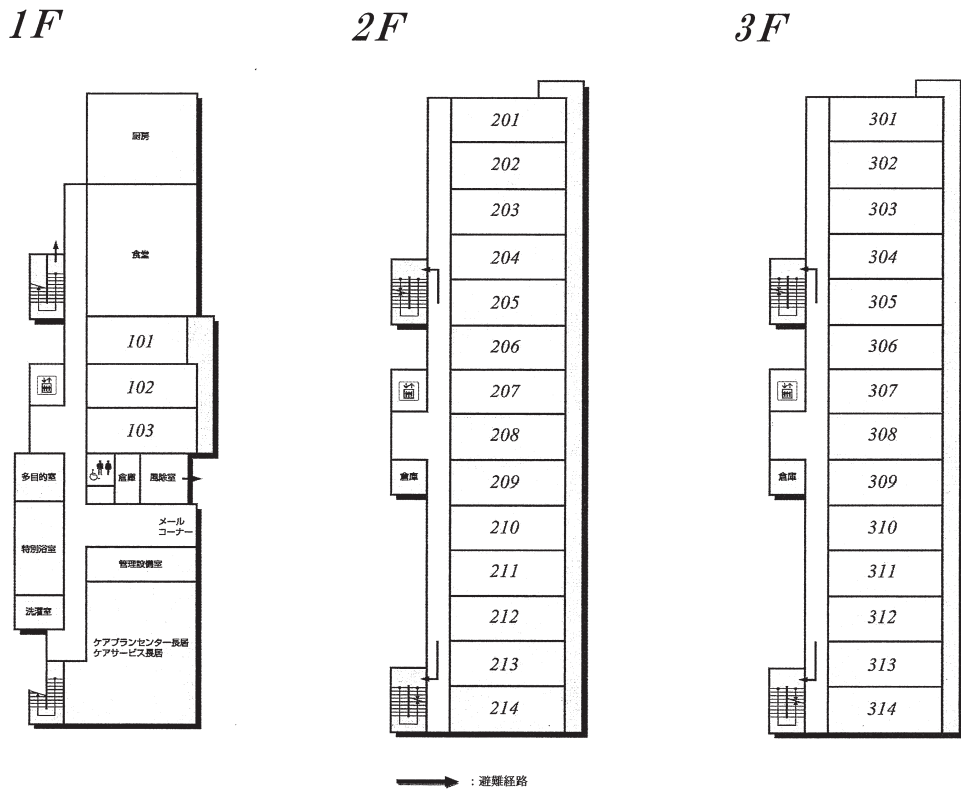 1F
2F
3F
厨房
食堂
101
102
103
倉庫
風除室
多目的室
メール
コーナー
特別浴室
管理設備室
洗濯室
ケアプランセンター長居
ケアサービス長居
201
202
203
204
205
206
207
208
倉庫
209
210
211
212
213
214
301
302
303
304
305
306
307
308
倉庫
309
310
311
312
313
314
：避難経路